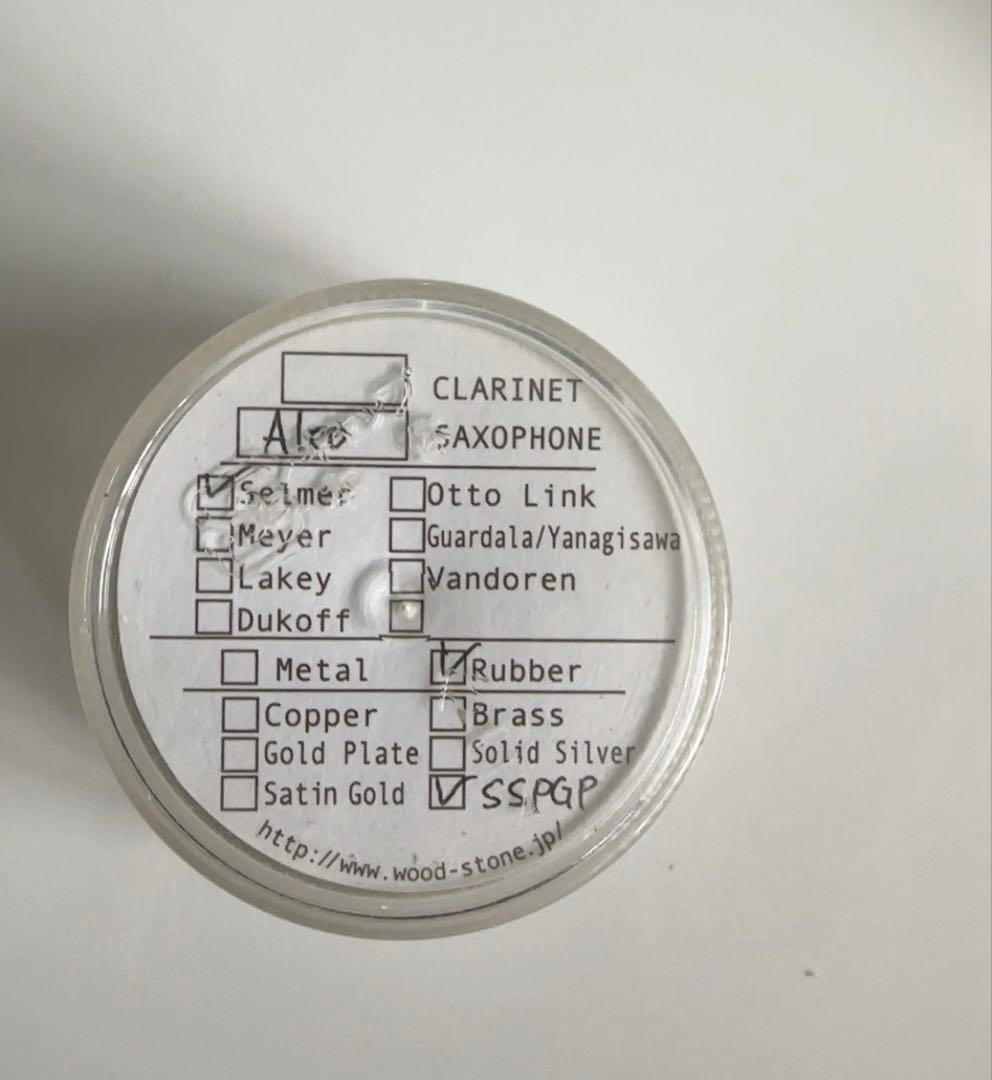 CLARINET
Alto SAXOPHONE
Selmer Otto Link
Meyer Guardala/Yanagisawa
Lakey Vandoren
Dukoff
Metal Rubber
Copper Brass
Gold Plate Solid Silver
Satin Gold SSPGP
http://www.wood-stone.jp/